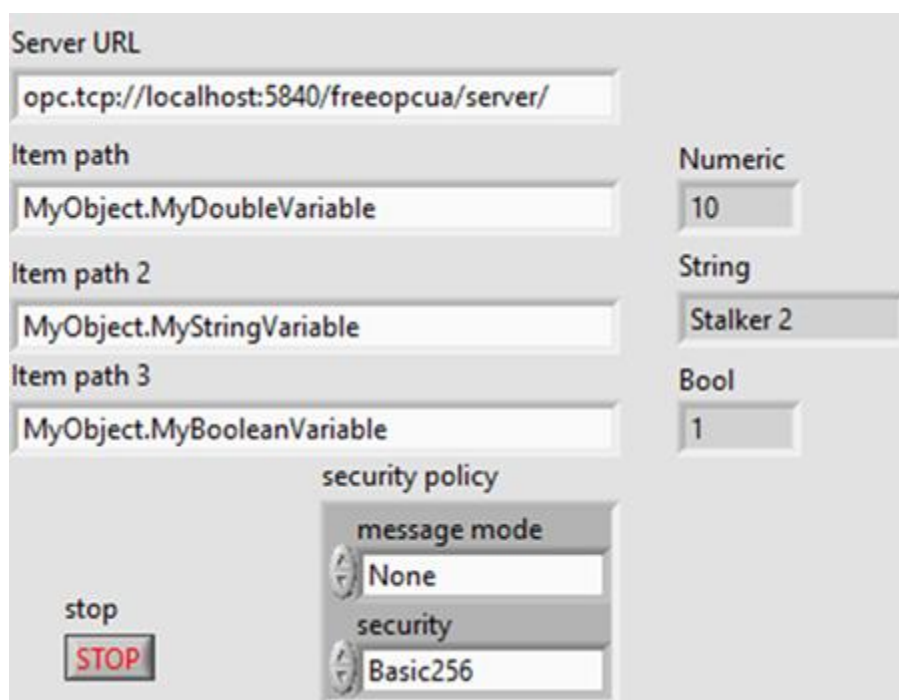 Server URL
opc.tcp://localhost:5840/freeopcua/server/
Item path
MyObject.MyDoubleVariable
Numeric
10
Item path 2
MyObject.MyStringVariable
String
Stalker 2
Item path 3
MyObject.MyBooleanVariable
Bool
1
security policy
message mode
None
security
Basic256
stop
STOP